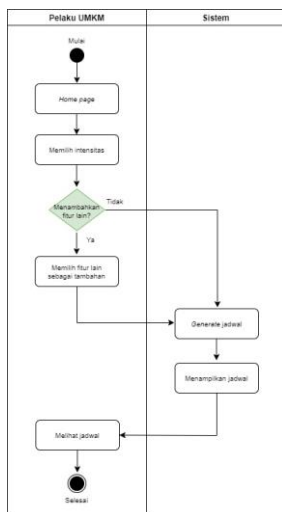 Pelaku UMKM
Sistem
Mulai
Home page
Memilih intensitas
Menambahkan
fitur lain?
Tidak
Ya
Memilih fitur lain
sebagai tambahan
Generate jadwal
Menampilkan jadwal
Melihat jadwal
Selesai